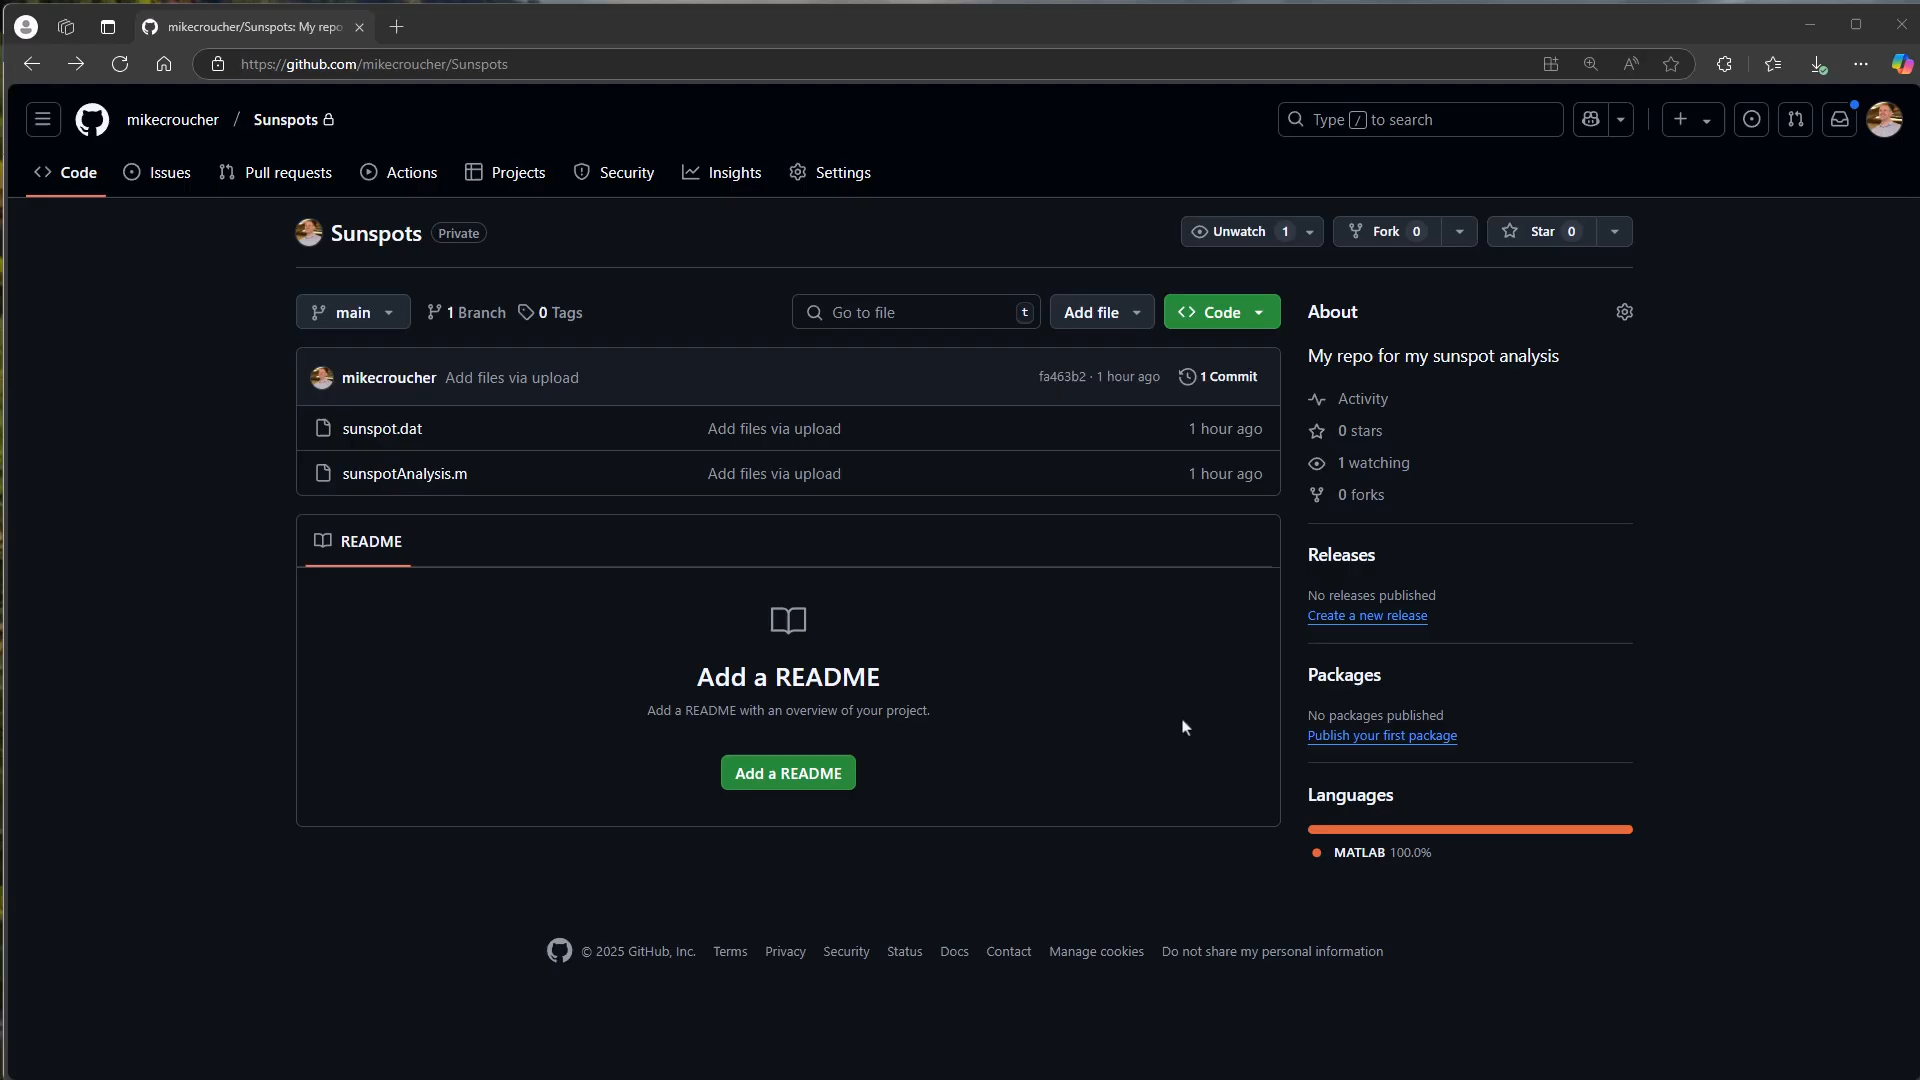 mikecroucher/Sunspots: My repo
https://github.com/mikecroucher/Sunspots
mikecroucher / Sunspots
Type / to search
Code Issues Pull requests Actions Projects Security Insights Settings
Sunspots Private
Unwatch 1 Fork 0 Star 0
main 1 Branch 0 Tags
Go to file t Add file Code
mikecroucher Add files via upload fa463b2 · 1 hour ago 1 Commit
sunspot.dat Add files via upload 1 hour ago
sunspotAnalysis.m Add files via upload 1 hour ago
README
Add a README
Add a README with an overview of your project.
Add a README
About
My repo for my sunspot analysis
Activity
0 stars
1 watching
0 forks
Releases
No releases published
Create a new release
Packages
No packages published
Publish your first package
Languages
MATLAB 100.0%
© 2025 GitHub, Inc. Terms Privacy Security Status Docs Contact Manage cookies Do not share my personal information